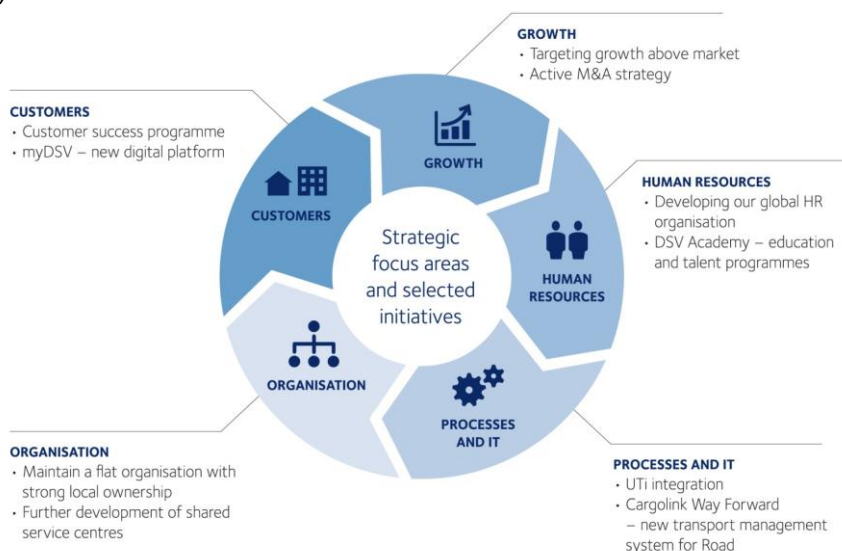 GROWTH
• Targeting growth above market
• Active M&A strategy
CUSTOMERS
• Customer success programme
• myDSV – new digital platform
HUMAN RESOURCES
• Developing our global HR
organisation
• DSV Academy – education
and talent programmes
GROWTH
CUSTOMERS
HUMAN
RESOURCES
Strategic
focus areas
and selected
initiatives
ORGANISATION
PROCESSES
AND IT
ORGANISATION
• Maintain a flat organisation with
strong local ownership
• Further development of shared
service centres
PROCESSES AND IT
• UTi integration
• Cargolink Way Forward
– new transport management
system for Road